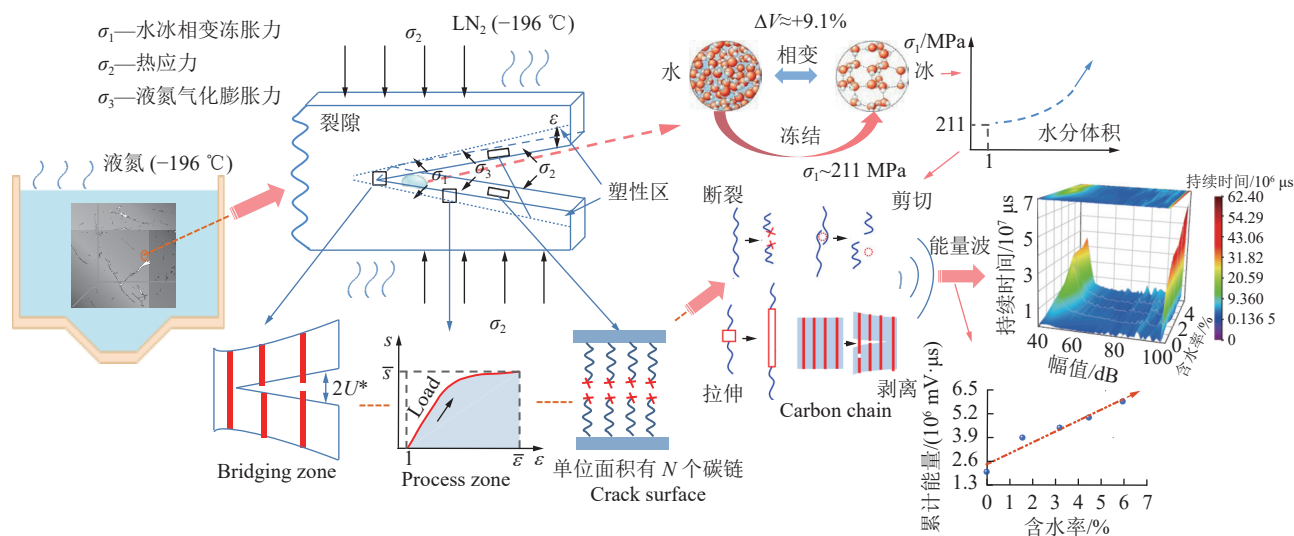 σ₁—水冰相变冻胀力
σ₂—热应力
σ₃—液氮气化膨胀力
液氮 (−196 ℃)
LN₂ (−196 ℃)
σ₂
裂隙
ε
σ₁
σ₃
σ₂
塑性区
σ₂
ΔV≈+9.1%
水
相变
冰
冻结
σ₁~211 MPa
σ₁/MPa
211
1
水分体积
断裂
剪切
拉伸
剥离
Carbon chain
能量波
2U*
Bridging zone
s
s̅
Load
1
ε̅
ε
Process zone
单位面积有 N 个碳链
Crack surface
持续时间/10⁶ μs
62.40
54.29
43.06
31.82
20.59
9.360
0.136 5
0
持续时间/10⁷ μs
7
5
3
2
1
40
60
80
100
幅值/dB
0
2
4
含水率/%
累计能量/(10⁶ mV·μs)
6.5
5.2
3.9
2.6
1.3
0 1 2 3 4 5 6 7
含水率/%